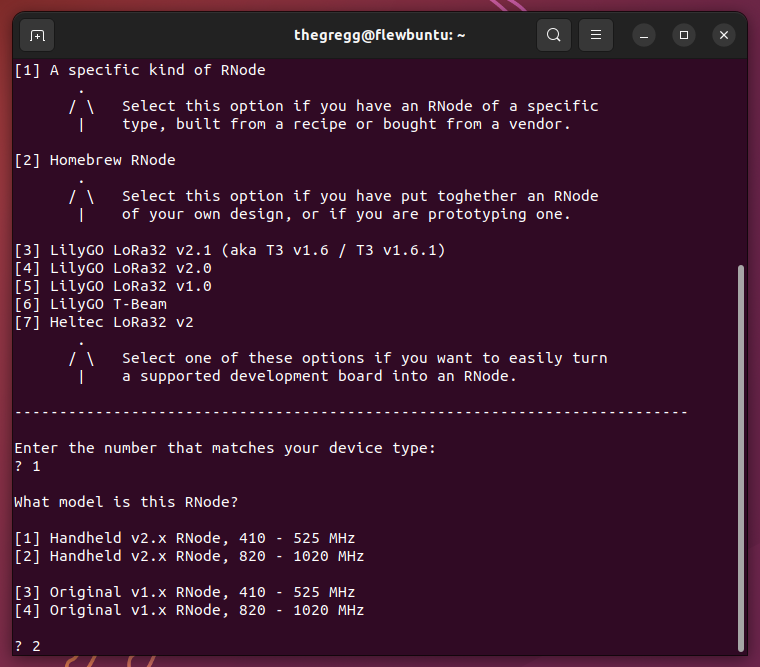 thegregg@flewbuntu: ~
[1] A specific kind of RNode
.
/ \ Select this option if you have an RNode of a specific
| type, built from a recipe or bought from a vendor.
[2] Homebrew RNode
.
/ \ Select this option if you have put toghether an RNode
| of your own design, or if you are prototyping one.
[3] LilyGO LoRa32 v2.1 (aka T3 v1.6 / T3 v1.6.1)
[4] LilyGO LoRa32 v2.0
[5] LilyGO LoRa32 v1.0
[6] LilyGO T-Beam
[7] Heltec LoRa32 v2
.
/ \ Select one of these options if you want to easily turn
| a supported development board into an RNode.
---------------------------------------------------------------------------
Enter the number that matches your device type:
? 1
What model is this RNode?
[1] Handheld v2.x RNode, 410 - 525 MHz
[2] Handheld v2.x RNode, 820 - 1020 MHz
[3] Original v1.x RNode, 410 - 525 MHz
[4] Original v1.x RNode, 820 - 1020 MHz
? 2